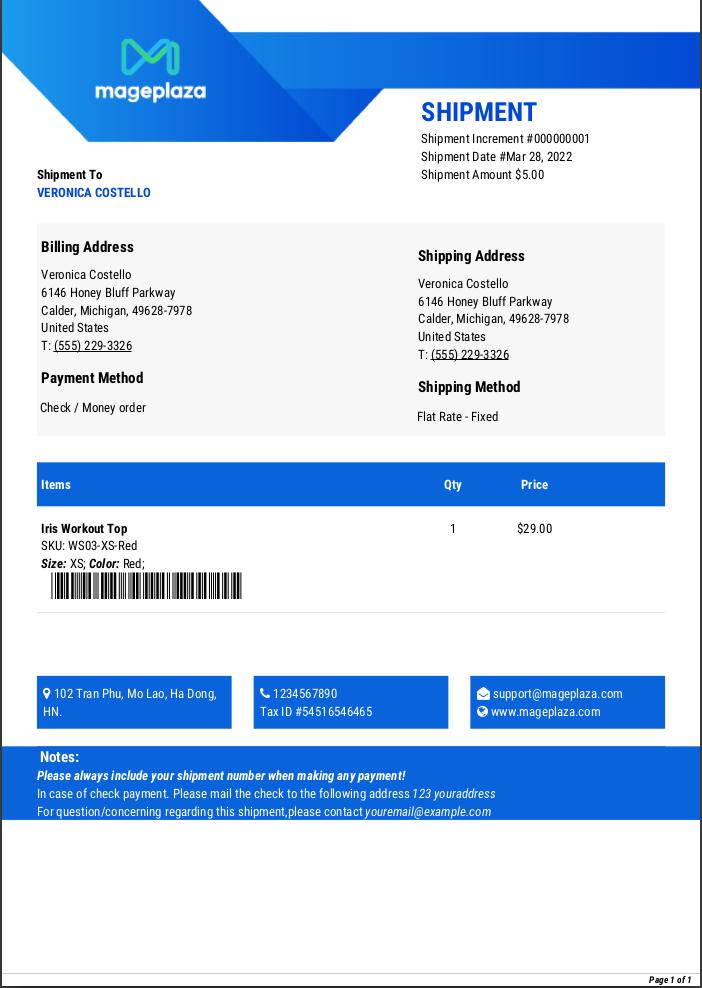 mageplaza
SHIPMENT
Shipment Increment #000000001
Shipment Date #Mar 28, 2022
Shipment Amount $5.00
Shipment To
VERONICA COSTELLO
Billing Address
Veronica Costello
6146 Honey Bluff Parkway
Calder, Michigan, 49628-7978
United States
T: (555) 229-3326
Payment Method
Check / Money order
Shipping Address
Veronica Costello
6146 Honey Bluff Parkway
Calder, Michigan, 49628-7978
United States
T: (555) 229-3326
Shipping Method
Flat Rate - Fixed
Items Qty Price
Iris Workout Top 1 $29.00
SKU: WS03-XS-Red
Size: XS; Color: Red;
102 Tran Phu, Mo Lao, Ha Dong,
HN.
1234567890
Tax ID #54516546465
support@mageplaza.com
www.mageplaza.com
Notes:
Please always include your shipment number when making any payment!
In case of check payment. Please mail the check to the following address 123 youraddress
For question/concerning regarding this shipment,please contact youremail@example.com
Page 1 of 1